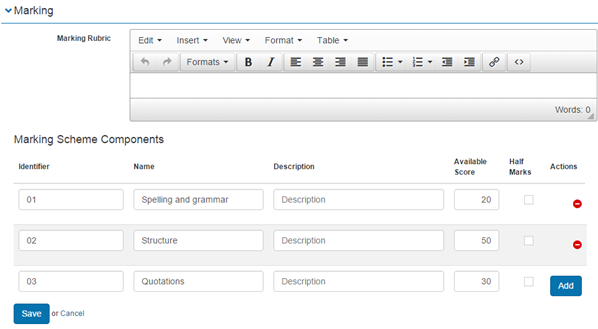 Marking
Marking Rubric
Edit Insert View Format Table
Formats B I
Words: 0
Marking Scheme Components
Identifier Name Description Available Score Half Marks Actions
01 Spelling and grammar Description 20
02 Structure Description 50
03 Quotations Description 30 Add
Save or Cancel